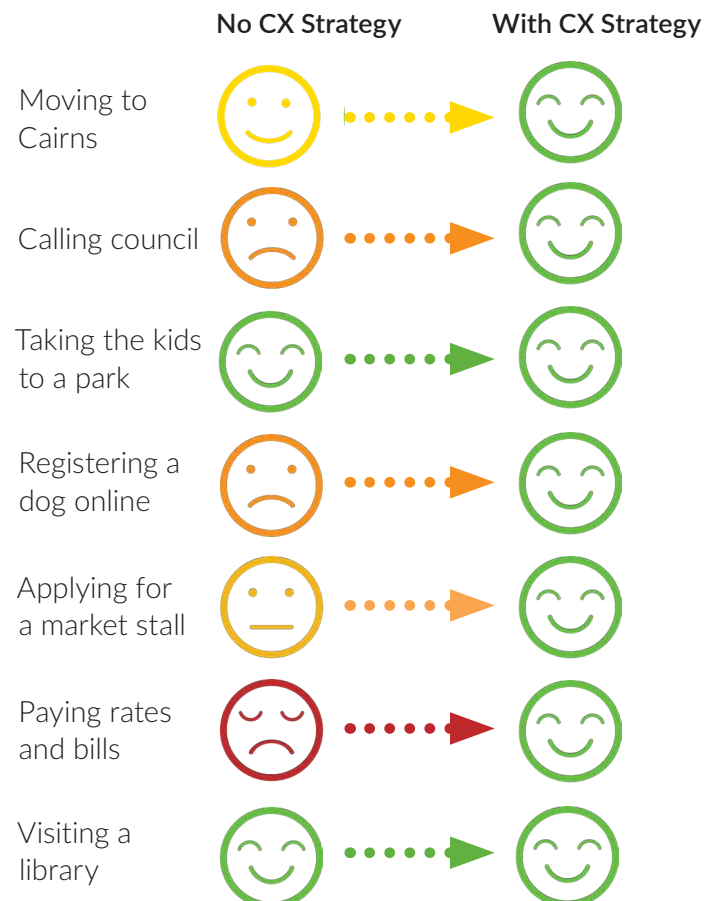 No CX Strategy
With CX Strategy
Moving to
Cairns
Calling council
Taking the kids
to a park
Registering a
dog online
Applying for
a market stall
Paying rates
and bills
Visiting a
library